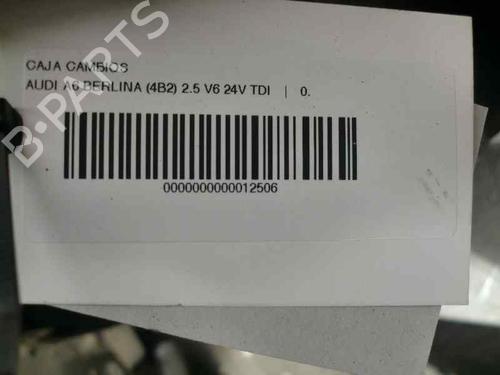 CAJA CAMBIOS
AUDI A6 BERLINA (4B2) 2.5 V6 24V TDI | 0.
0000000000012506
B-PARTS